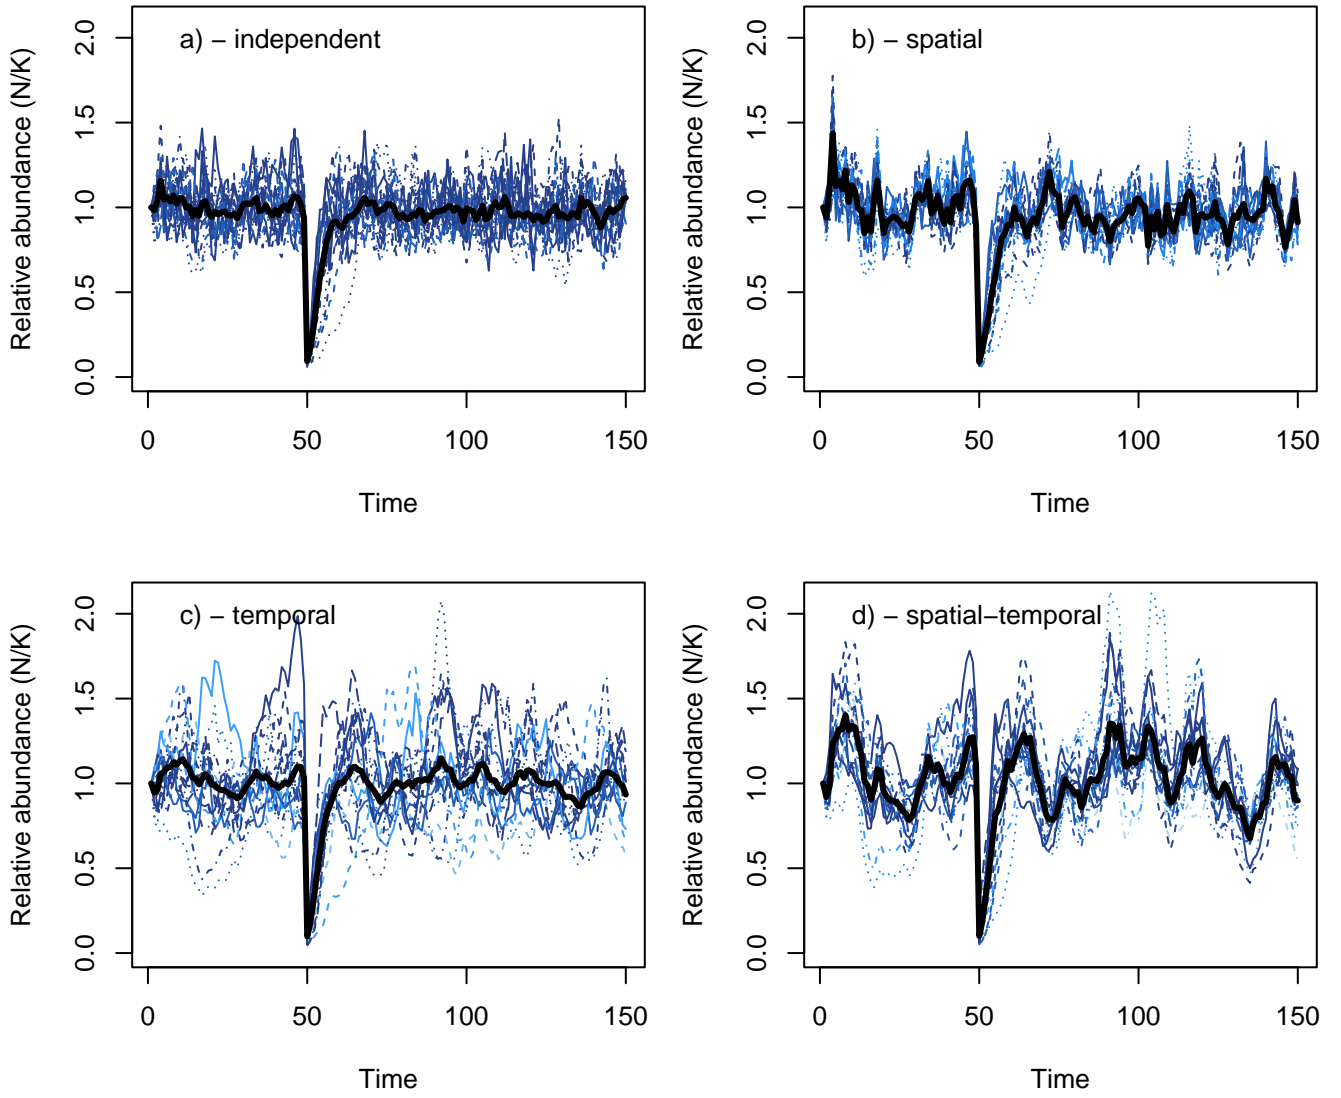 a) − independent
Relative abundance (N/K)
0.0 0.5 1.0 1.5 2.0
0 50 100 150
Time
b) − spatial
Relative abundance (N/K)
0.0 0.5 1.0 1.5 2.0
0 50 100 150
Time
c) − temporal
Relative abundance (N/K)
0.0 0.5 1.0 1.5 2.0
0 50 100 150
Time
d) − spatial−temporal
Relative abundance (N/K)
0.0 0.5 1.0 1.5 2.0
0 50 100 150
Time